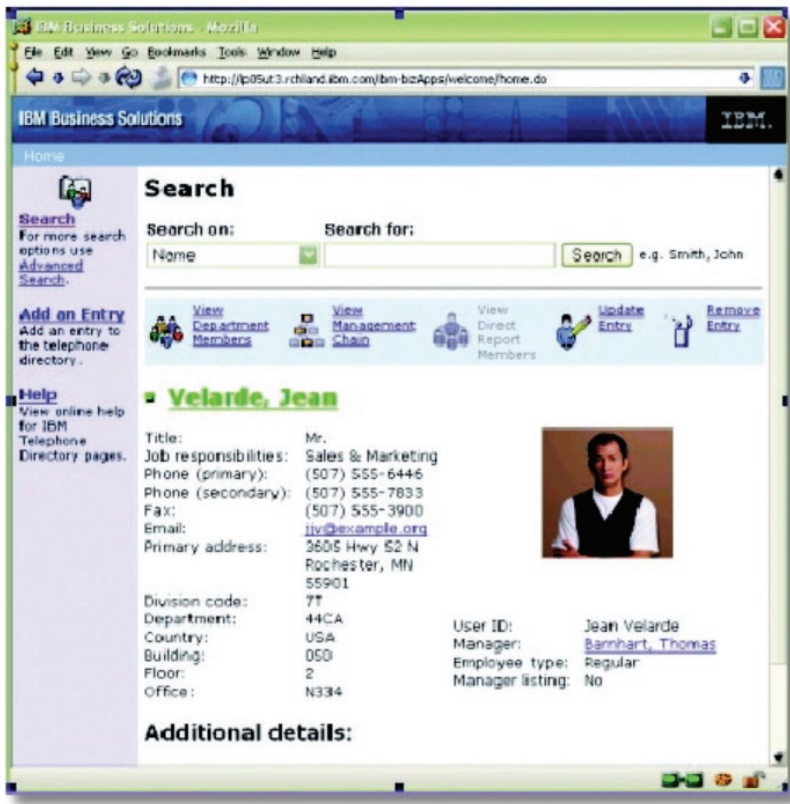 IBM Business Solutions - Mozilla
File Edit View Go Bookmarks Tools Window Help
http://lp05ut3.rchland.ibm.com/ibm-bizApps/welcome/home.do
IBM Business Solutions
IBM.
Home
Search
For more search
options use
Advanced
Search.
Add an Entry
Add an entry to
the telephone
directory.
Help
View online help
for IBM
Telephone
Directory pages.
Search
Search on: Search for:
Name Search e.g. Smith, John
View Department Members
View Management Chain
View Direct Report Members
Update Entry
Remove Entry
Velarde, Jean
Title: Mr.
Job responsibilities: Sales & Marketing
Phone (primary): (507) 555-6446
Phone (secondary): (507) 555-7833
Fax: (507) 555-3900
Email: jjv@example.org
Primary address: 3605 Hwy 52 N
Rochester, MN
55901
Division code: 7T
Department: 44CA
Country: USA
Building: 050
Floor: 2
Office: N334
User ID: Jean Velarde
Manager: Barnhart, Thomas
Employee type: Regular
Manager listing: No
Additional details: